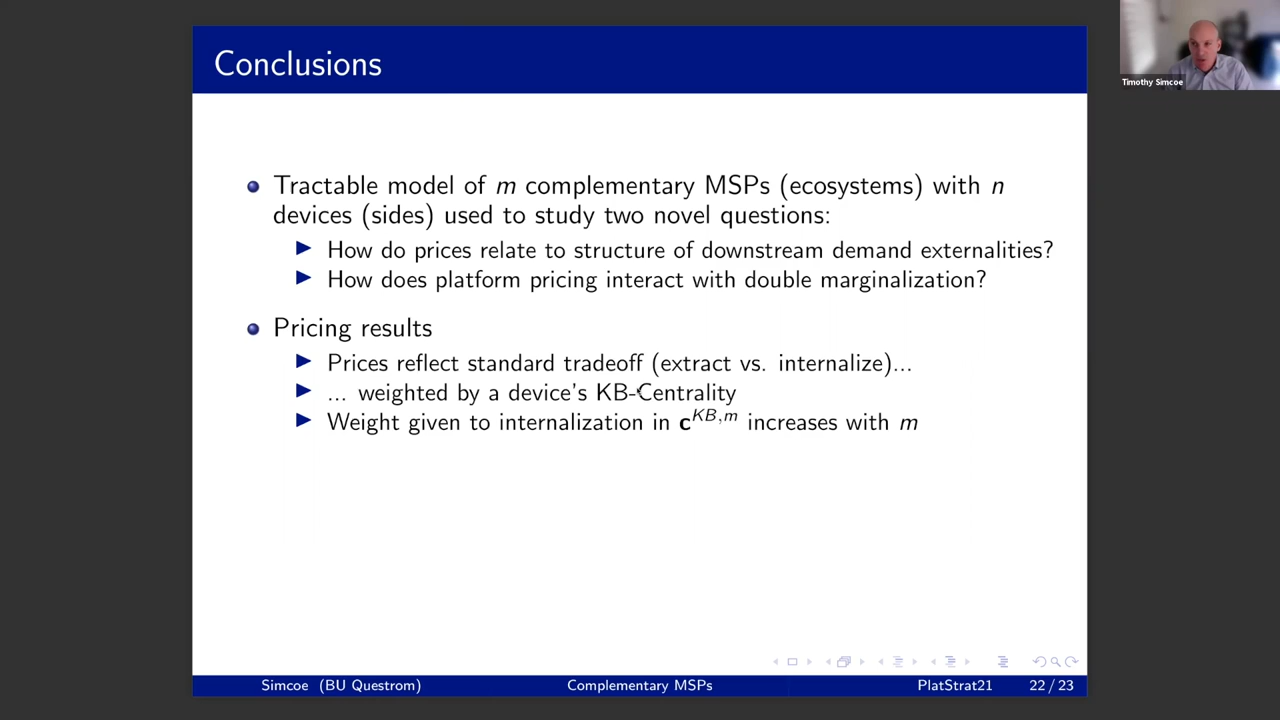 Conclusions
Timothy Simcoe
Tractable model of m complementary MSPs (ecosystems) with n
devices (sides) used to study two novel questions:
How do prices relate to structure of downstream demand externalities?
How does platform pricing interact with double marginalization?
Pricing results
Prices reflect standard tradeoff (extract vs. internalize)...
... weighted by a device's KB-Centrality
Weight given to internalization in c^{KB,m} increases with m
Simcoe (BU Questrom)
Complementary MSPs
PlatStrat21
22 / 23